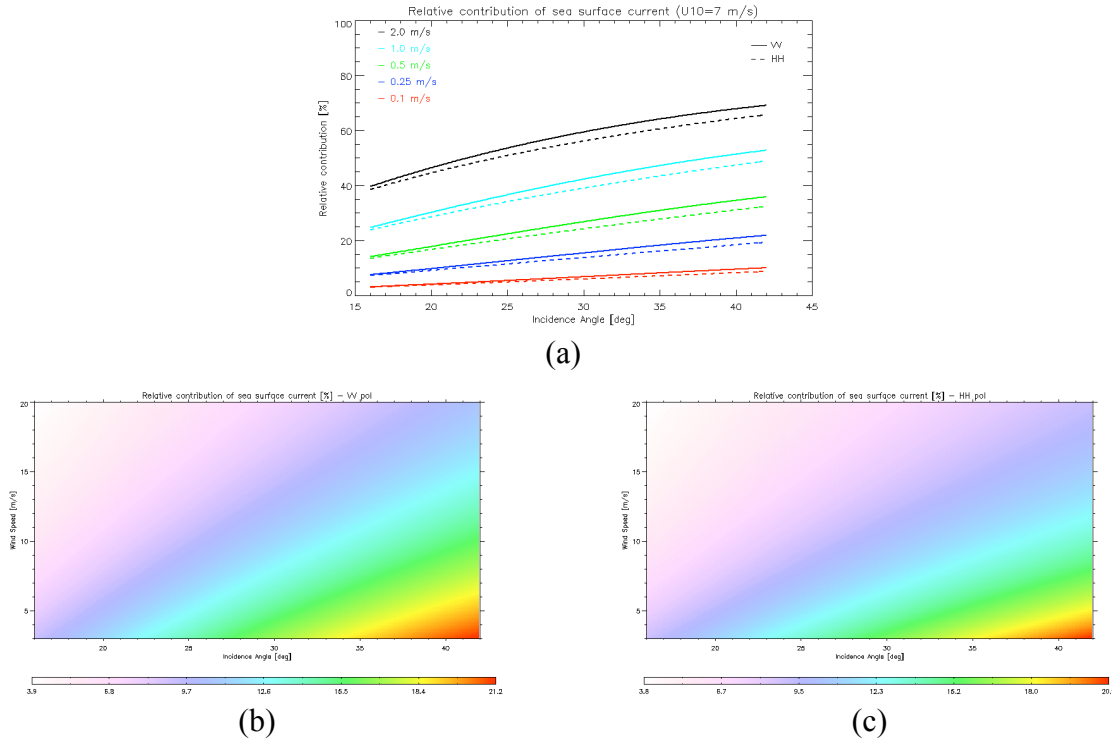 Relative contribution of sea surface current (U10=7 m/s)
100
80
60
40
20
0
Relative contribution [%]
2.0 m/s
1.0 m/s
0.5 m/s
0.25 m/s
0.1 m/s
VV
HH
15 20 25 30 35 40 45
Incidence Angle [deg]
(a)
Relative contribution of sea surface current [%] - VV pol
20
15
10
5
Wind Speed [m/s]
20 25 30 35 40
Incidence Angle [deg]
3.9 6.8 9.7 12.6 15.5 18.4 21.2
(b)
Relative contribution of sea surface current [%] - HH pol
20
15
10
5
Wind Speed [m/s]
20 25 30 35 40
Incidence Angle [deg]
3.8 6.7 9.5 12.3 15.2 18.0
(c)